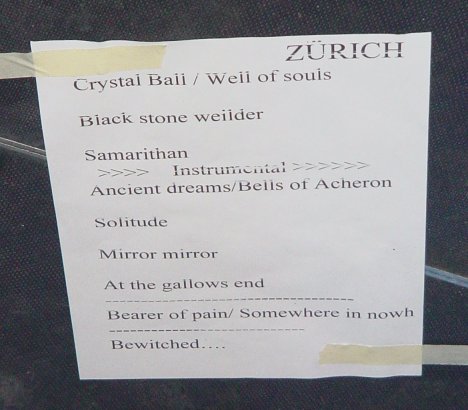 ZÜRICH
Crystal Ball / Well of souls
Black stone weilder
Samarithan
>>>> Instrumental >>>>>>
Ancient dreams/Bells of Acheron
Solitude
Mirror mirror
At the gallows end
----------------------------------
Bearer of pain/ Somewhere in nowh
---------------------------
Bewitched….